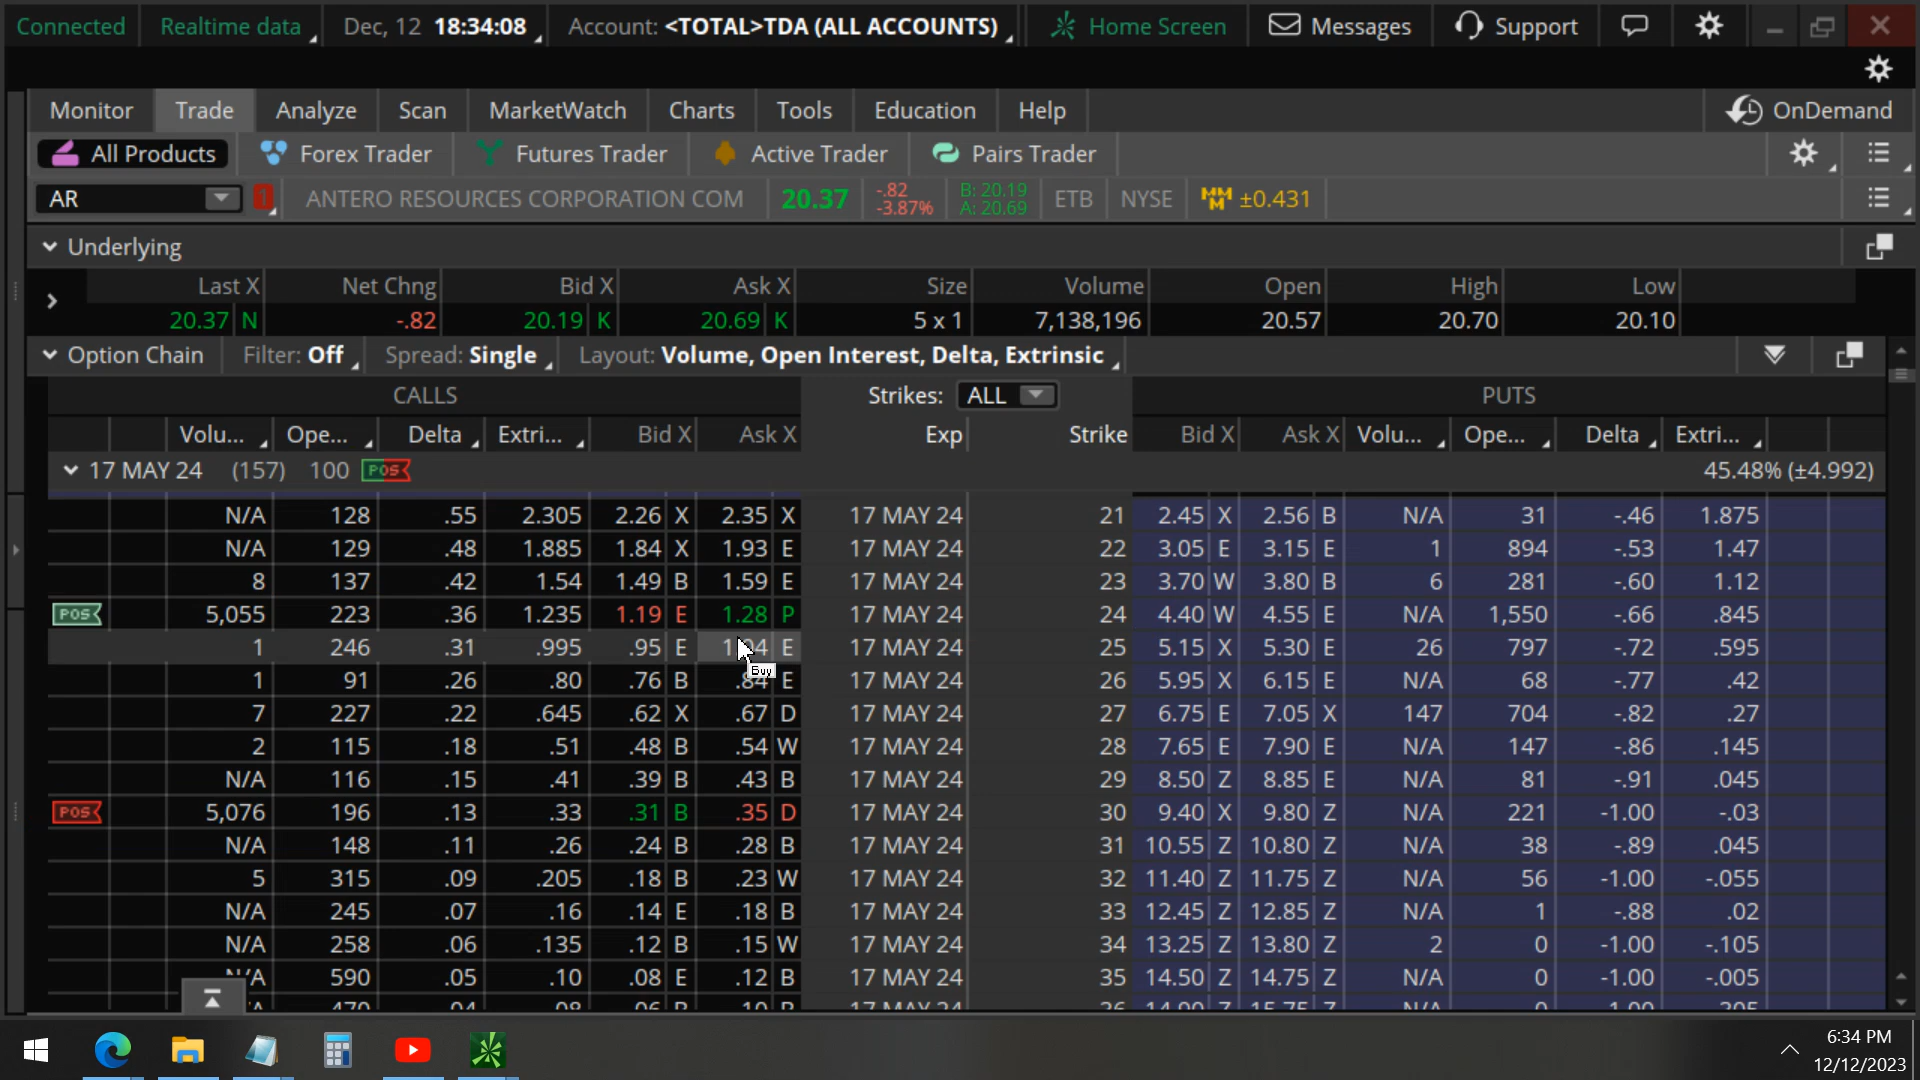 Connected Realtime data Dec, 12 18:34:08 Account: <TOTAL>TDA (ALL ACCOUNTS) Home Screen Messages Support
Monitor Trade Analyze Scan MarketWatch Charts Tools Education Help OnDemand
All Products Forex Trader Futures Trader Active Trader Pairs Trader
AR 1 ANTERO RESOURCES CORPORATION COM 20.37 -.82 -3.87% B: 20.19 A: 20.69 ETB NYSE MMM ±0.431
Underlying
Last X Net Chng Bid X Ask X Size Volume Open High Low
20.37 N -.82 20.19 K 20.69 K 5 x 1 7,138,196 20.57 20.70 20.10
Option Chain Filter: Off Spread: Single Layout: Volume, Open Interest, Delta, Extrinsic
CALLS Strikes: ALL PUTS
Volu... Ope... Delta Extri... Bid X Ask X Exp Strike Bid X Ask X Volu... Ope... Delta Extri...
17 MAY 24 (157) 100 POS 45.48% (±4.992)
N/A 128 .55 2.305 2.26 X 2.35 X 17 MAY 24 21 2.45 X 2.56 B N/A 31 -.46 1.875
N/A 129 .48 1.885 1.84 X 1.93 E 17 MAY 24 22 3.05 E 3.15 E 1 894 -.53 1.47
8 137 .42 1.54 1.49 B 1.59 E 17 MAY 24 23 3.70 W 3.80 B 6 281 -.60 1.12
POS 5,055 223 .36 1.235 1.19 E 1.28 P 17 MAY 24 24 4.40 W 4.55 E N/A 1,550 -.66 .845
1 246 .31 .995 .95 E E 17 MAY 24 25 5.15 X 5.30 E 26 797 -.72 .595
Buy
1 91 .26 .80 .76 B .84 E 17 MAY 24 26 5.95 X 6.15 E N/A 68 -.77 .42
7 227 .22 .645 .62 X .67 D 17 MAY 24 27 6.75 E 7.05 X 147 704 -.82 .27
2 115 .18 .51 .48 B .54 W 17 MAY 24 28 7.65 E 7.90 E N/A 147 -.86 .145
N/A 116 .15 .41 .39 B .43 B 17 MAY 24 29 8.50 Z 8.85 E N/A 81 -.91 .045
POS 5,076 196 .13 .33 .31 B .35 D 17 MAY 24 30 9.40 X 9.80 Z N/A 221 -1.00 -.03
N/A 148 .11 .26 .24 B .28 B 17 MAY 24 31 10.55 Z 10.80 Z N/A 38 -.89 .045
5 315 .09 .205 .18 B .23 W 17 MAY 24 32 11.40 Z 11.75 Z N/A 56 -1.00 -.055
N/A 245 .07 .16 .14 E .18 B 17 MAY 24 33 12.45 Z 12.85 Z N/A 1 -.88 .02
N/A 258 .06 .135 .12 B .15 W 17 MAY 24 34 13.25 Z 13.80 Z 2 0 -1.00 -.105
N/A 590 .05 .10 .08 E .12 B 17 MAY 24 35 14.50 Z 14.75 Z N/A 0 -1.00 -.005
6:34 PM
12/12/2023